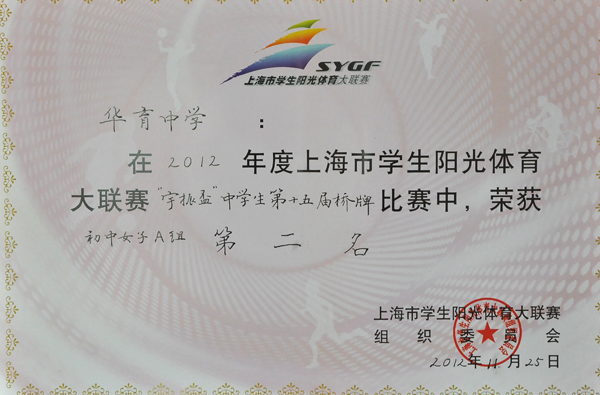 SYGF
上海市学生阳光体育大联赛
华育中学 :
在 2012 年度上海市学生阳光体育
大联赛"宇振盃"中学生第十五届桥牌比赛中，荣获
初中女子A组 第二名
上海市学生阳光体育大联赛
组织委员会
2012年11月25日